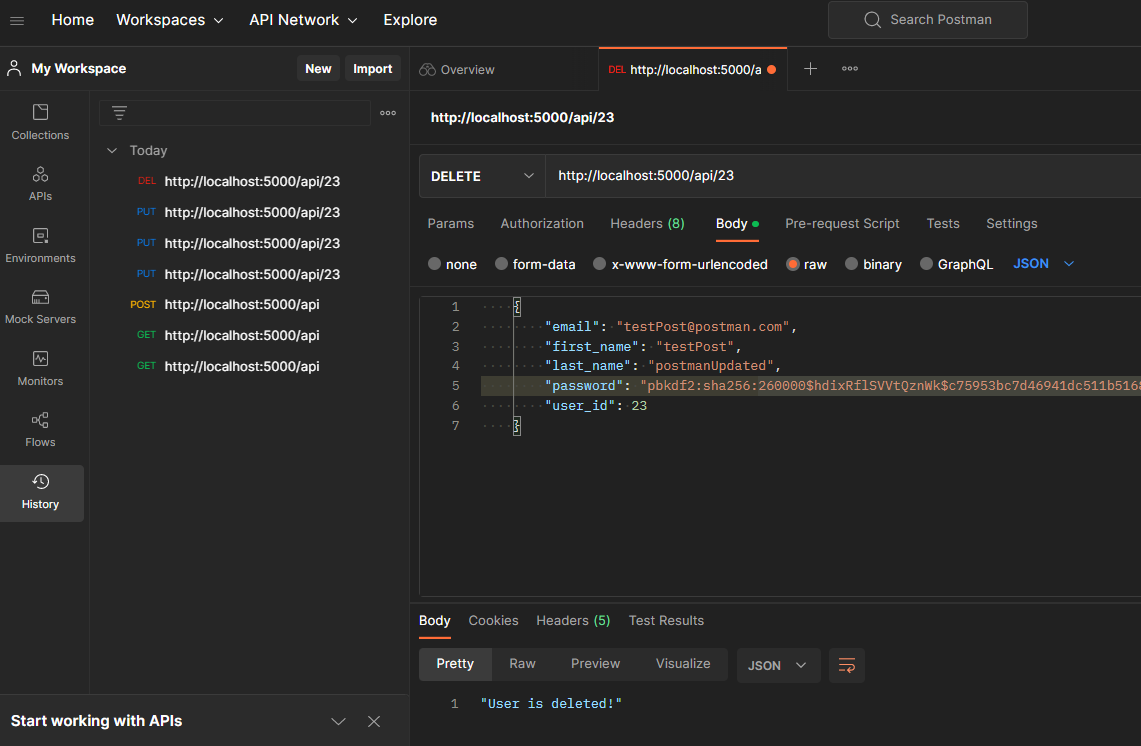 Home Workspaces API Network Explore Search Postman
My Workspace New Import
Overview DEL http://localhost:5000/a
Collections
APIs
Environments
Mock Servers
Monitors
Flows
History
Today
DEL http://localhost:5000/api/23
PUT http://localhost:5000/api/23
PUT http://localhost:5000/api/23
PUT http://localhost:5000/api/23
POST http://localhost:5000/api
GET http://localhost:5000/api
GET http://localhost:5000/api
Start working with APIs
http://localhost:5000/api/23
DELETE http://localhost:5000/api/23
Params Authorization Headers (8) Body Pre-request Script Tests Settings
none form-data x-www-form-urlencoded raw binary GraphQL JSON
1 {
2 "email": "testPost@postman.com",
3 "first_name": "testPost",
4 "last_name": "postmanUpdated",
5 "password": "pbkdf2:sha256:260000$hdixRflSVVtQznWk$c75953bc7d46941dc511b5168
6 "user_id": 23
7 }
Body Cookies Headers (5) Test Results
Pretty Raw Preview Visualize JSON
1 "User is deleted!"